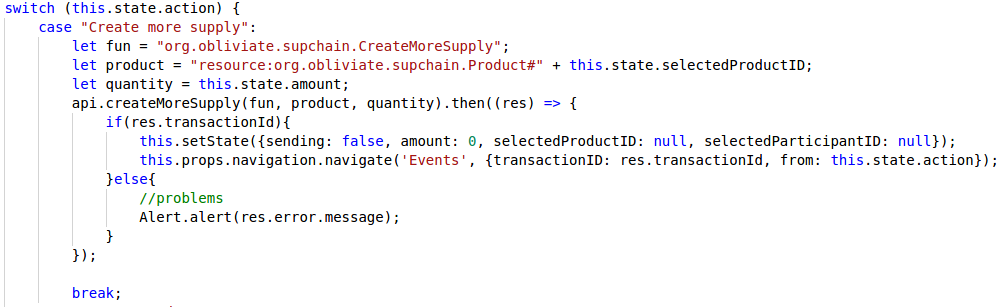 switch (this.state.action) {
    case "Create more supply":
        let fun = "org.obliviate.supchain.CreateMoreSupply";
        let product = "resource:org.obliviate.supchain.Product#" + this.state.selectedProductID;
        let quantity = this.state.amount;
        api.createMoreSupply(fun, product, quantity).then((res) => {
            if(res.transactionId){
                this.setState({sending: false, amount: 0, selectedProductID: null, selectedParticipantID: null});
                this.props.navigation.navigate('Events', {transactionID: res.transactionId, from: this.state.action});
            }else{
                //problems
                Alert.alert(res.error.message);
            }
        });
        break;